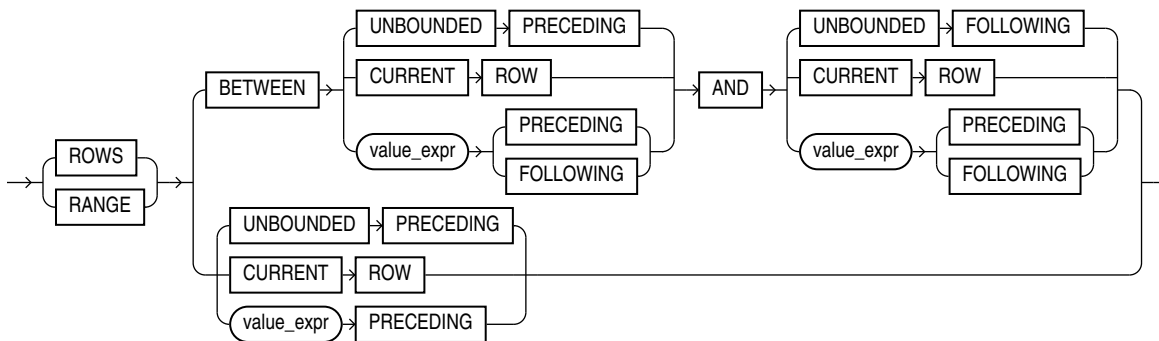 UNBOUNDED PRECEDING UNBOUNDED FOLLOWING
CURRENT ROW CURRENT ROW
BETWEEN AND
PRECEDING PRECEDING
value_expr value_expr
FOLLOWING FOLLOWING
ROWS
RANGE
UNBOUNDED PRECEDING
CURRENT ROW
value_expr PRECEDING